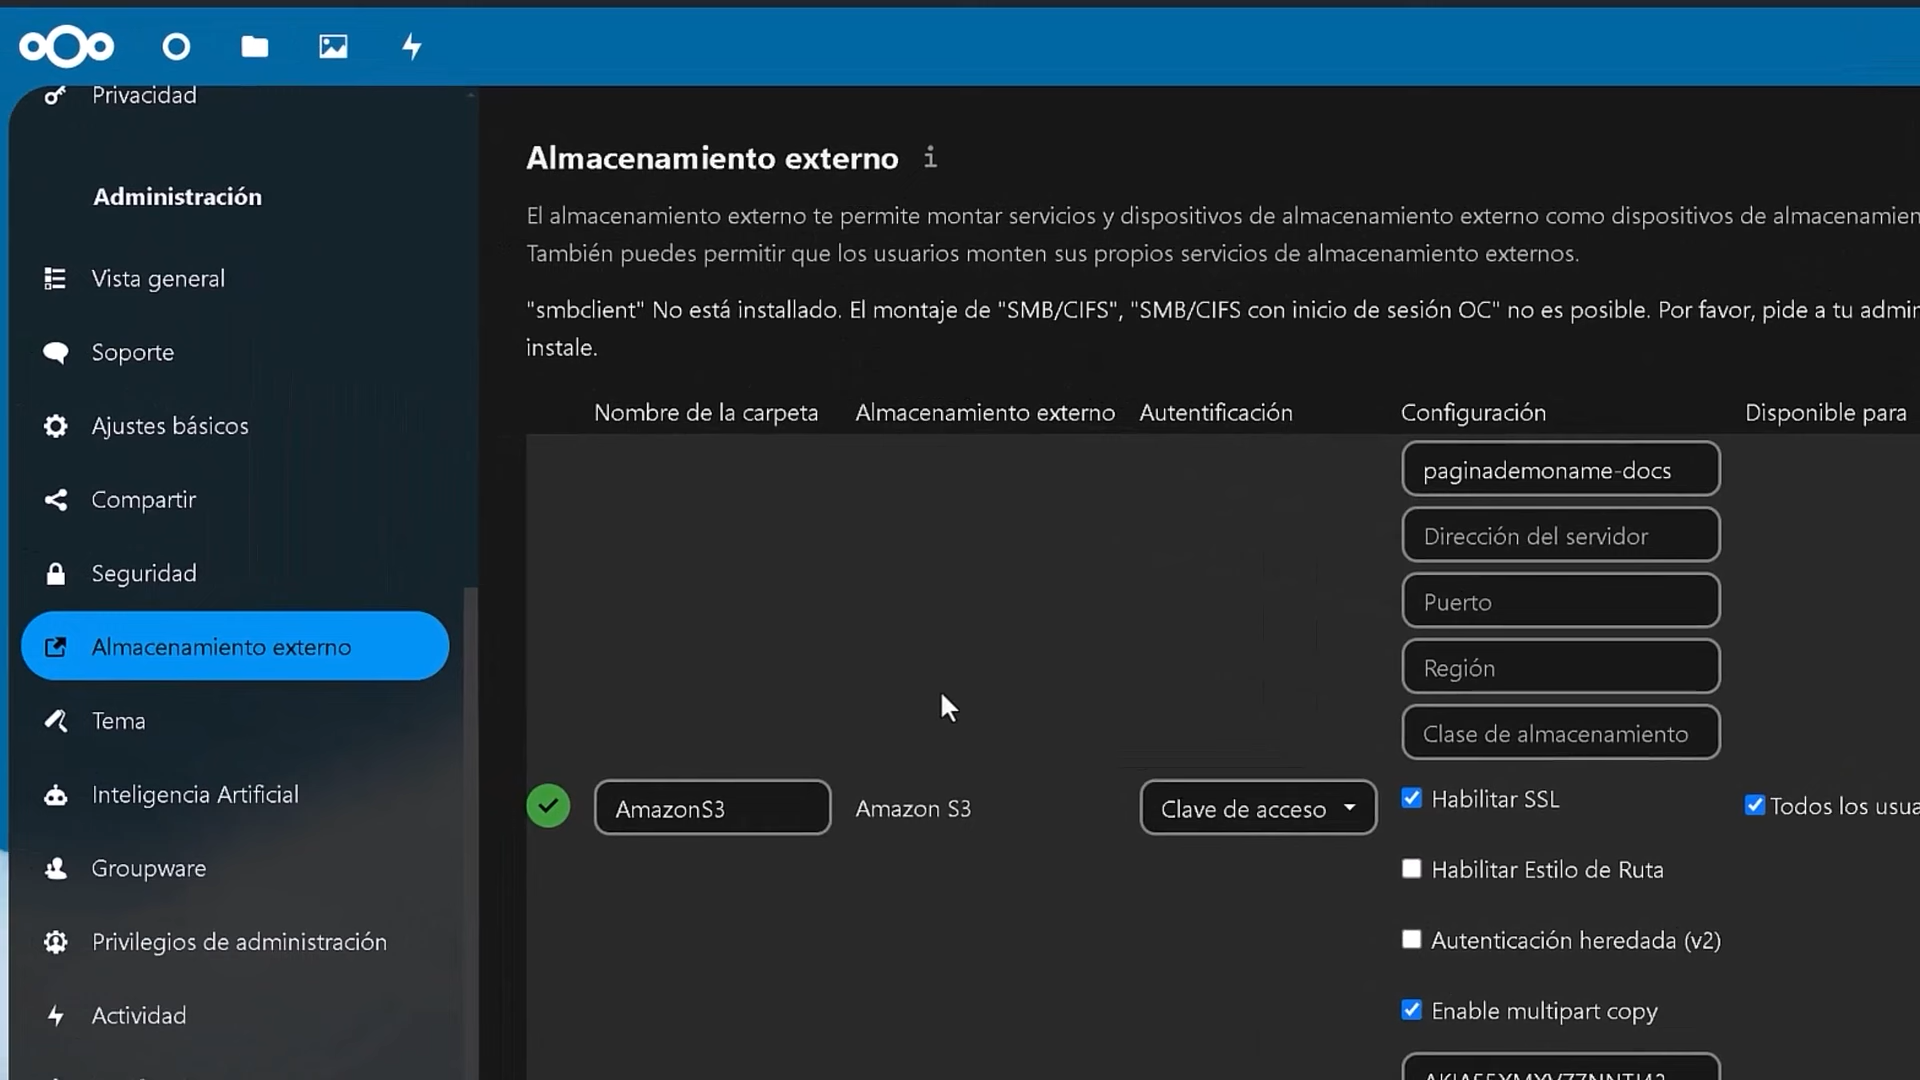 Privacidad
Administración
Vista general
Soporte
Ajustes básicos
Compartir
Seguridad
Almacenamiento externo
Tema
Inteligencia Artificial
Groupware
Privilegios de administración
Actividad
Almacenamiento externo
El almacenamiento externo te permite montar servicios y dispositivos de almacenamiento externo como dispositivos de almacenamien
También puedes permitir que los usuarios monten sus propios servicios de almacenamiento externos.
"smbclient" No está installado. El montaje de "SMB/CIFS", "SMB/CIFS con inicio de sesión OC" no es posible. Por favor, pide a tu admin
instale.
Nombre de la carpeta Almacenamiento externo Autentificación Configuración Disponible para
paginademoname-docs
Dirección del servidor
Puerto
Región
Clase de almacenamiento
AmazonS3 Amazon S3 Clave de acceso Habilitar SSL Todos los usua
Habilitar Estilo de Ruta
Autenticación heredada (v2)
Enable multipart copy